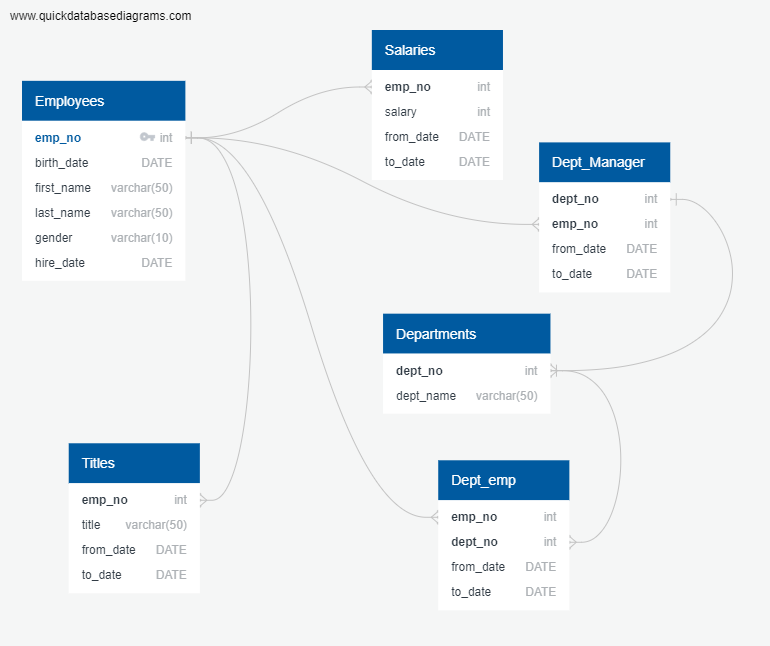 www.quickdatabasediagrams.com
Employees
emp_no int
birth_date DATE
first_name varchar(50)
last_name varchar(50)
gender varchar(10)
hire_date DATE
Salaries
emp_no int
salary int
from_date DATE
to_date DATE
Dept_Manager
dept_no int
emp_no int
from_date DATE
to_date DATE
Departments
dept_no int
dept_name varchar(50)
Titles
emp_no int
title varchar(50)
from_date DATE
to_date DATE
Dept_emp
emp_no int
dept_no int
from_date DATE
to_date DATE